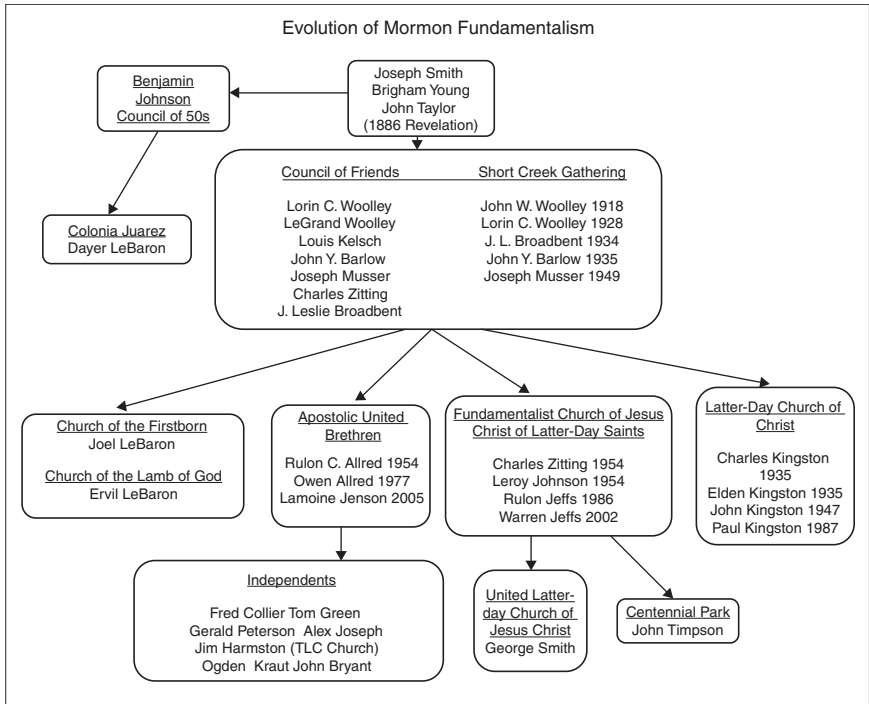 Evolution of Mormon Fundamentalism
Benjamin
Johnson
Council of 50s
Joseph Smith
Brigham Young
John Taylor
(1886 Revelation)
Colonia Juarez
Dayer LeBaron
Council of Friends
Lorin C. Woolley
LeGrand Woolley
Louis Kelsch
John Y. Barlow
Joseph Musser
Charles Zitting
J. Leslie Broadbent
Short Creek Gathering
John W. Woolley 1918
Lorin C. Woolley 1928
J. L. Broadbent 1934
John Y. Barlow 1935
Joseph Musser 1949
Church of the Firstborn
Joel LeBaron
Church of the Lamb of God
Ervil LeBaron
Apostolic United
Brethren
Rulon C. Allred 1954
Owen Allred 1977
Lamoine Jenson 2005
Fundamentalist Church of Jesus
Christ of Latter-Day Saints
Charles Zitting 1954
Leroy Johnson 1954
Rulon Jeffs 1986
Warren Jeffs 2002
Latter-Day Church of
Christ
Charles Kingston
1935
Elden Kingston 1935
John Kingston 1947
Paul Kingston 1987
Independents
Fred Collier Tom Green
Gerald Peterson Alex Joseph
Jim Harmston (TLC Church)
Ogden Kraut John Bryant
United Latter-
day Church of
Jesus Christ
George Smith
Centennial Park
John Timpson